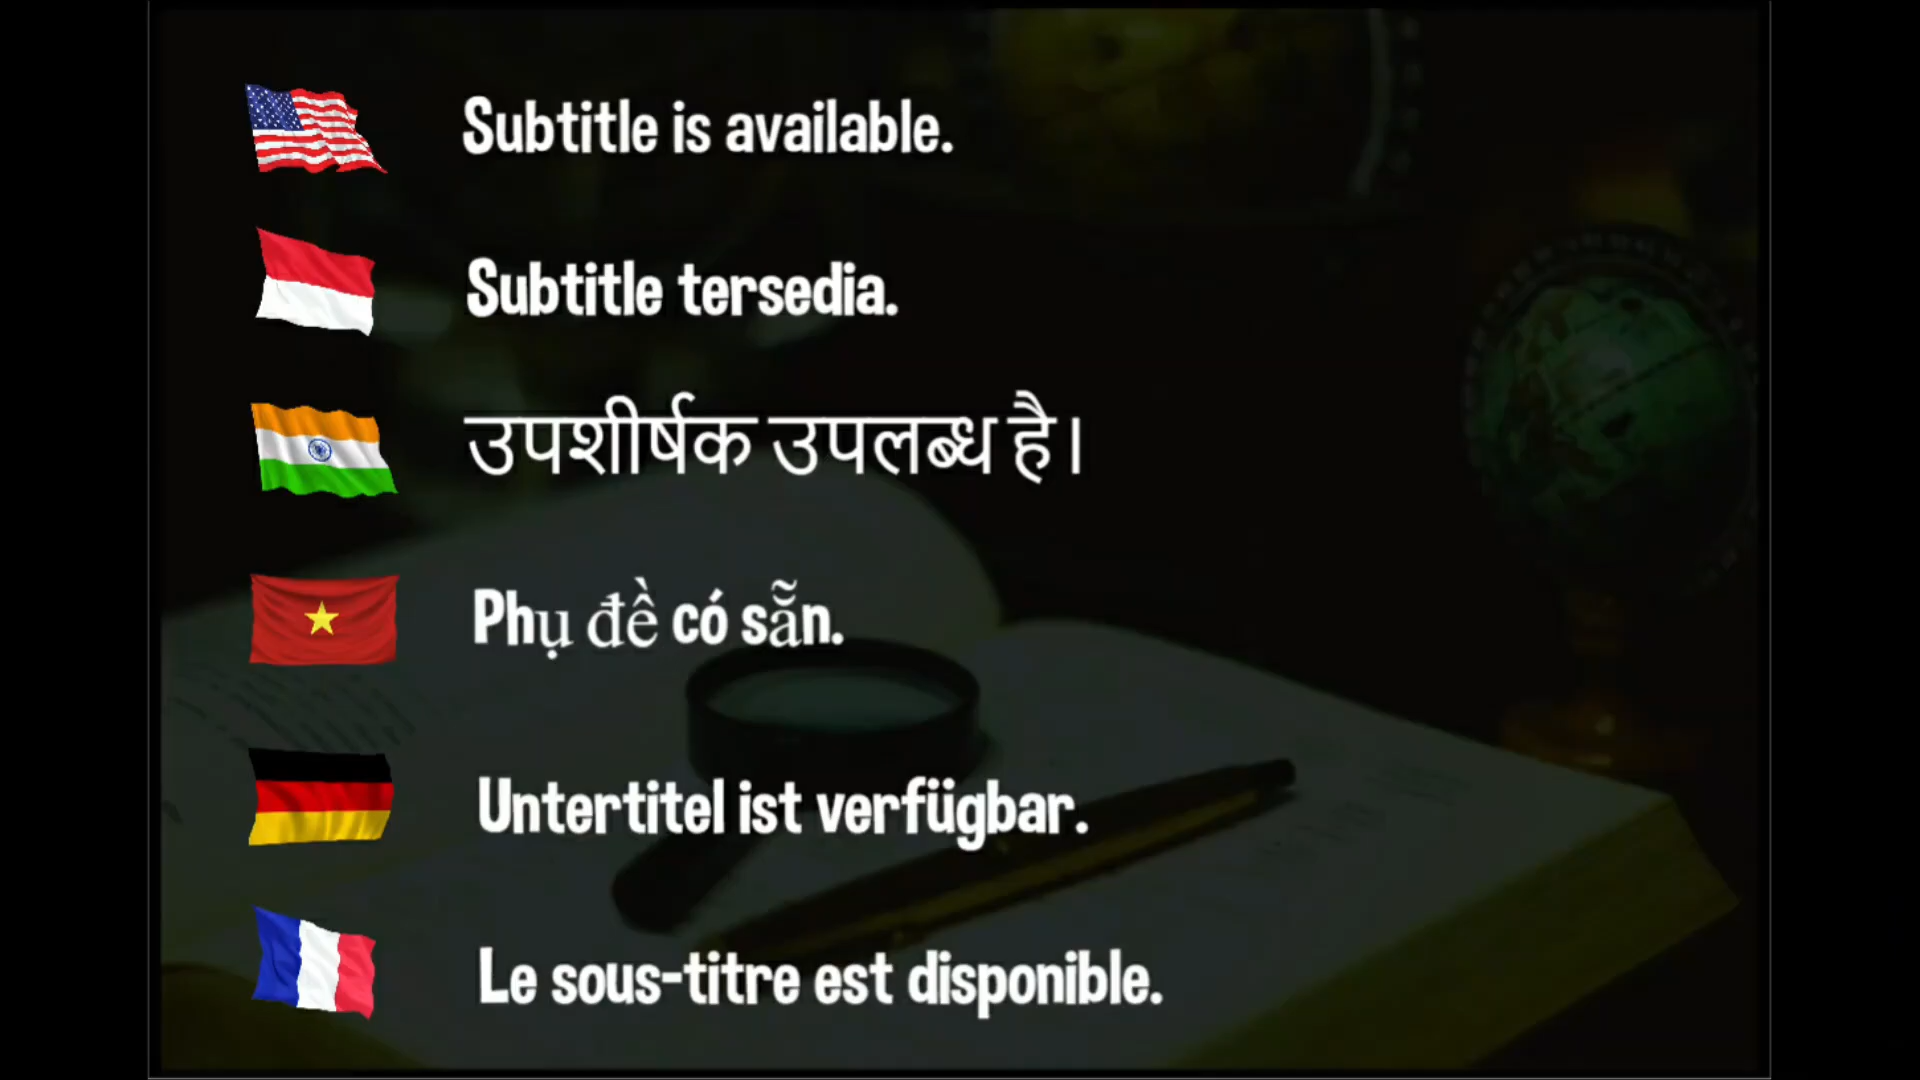 Subtitle is available.
Subtitle tersedia.
उपशीर्षक उपलब्ध है।
Phụ đề có sẵn.
Untertitel ist verfügbar.
Le sous-titre est disponible.